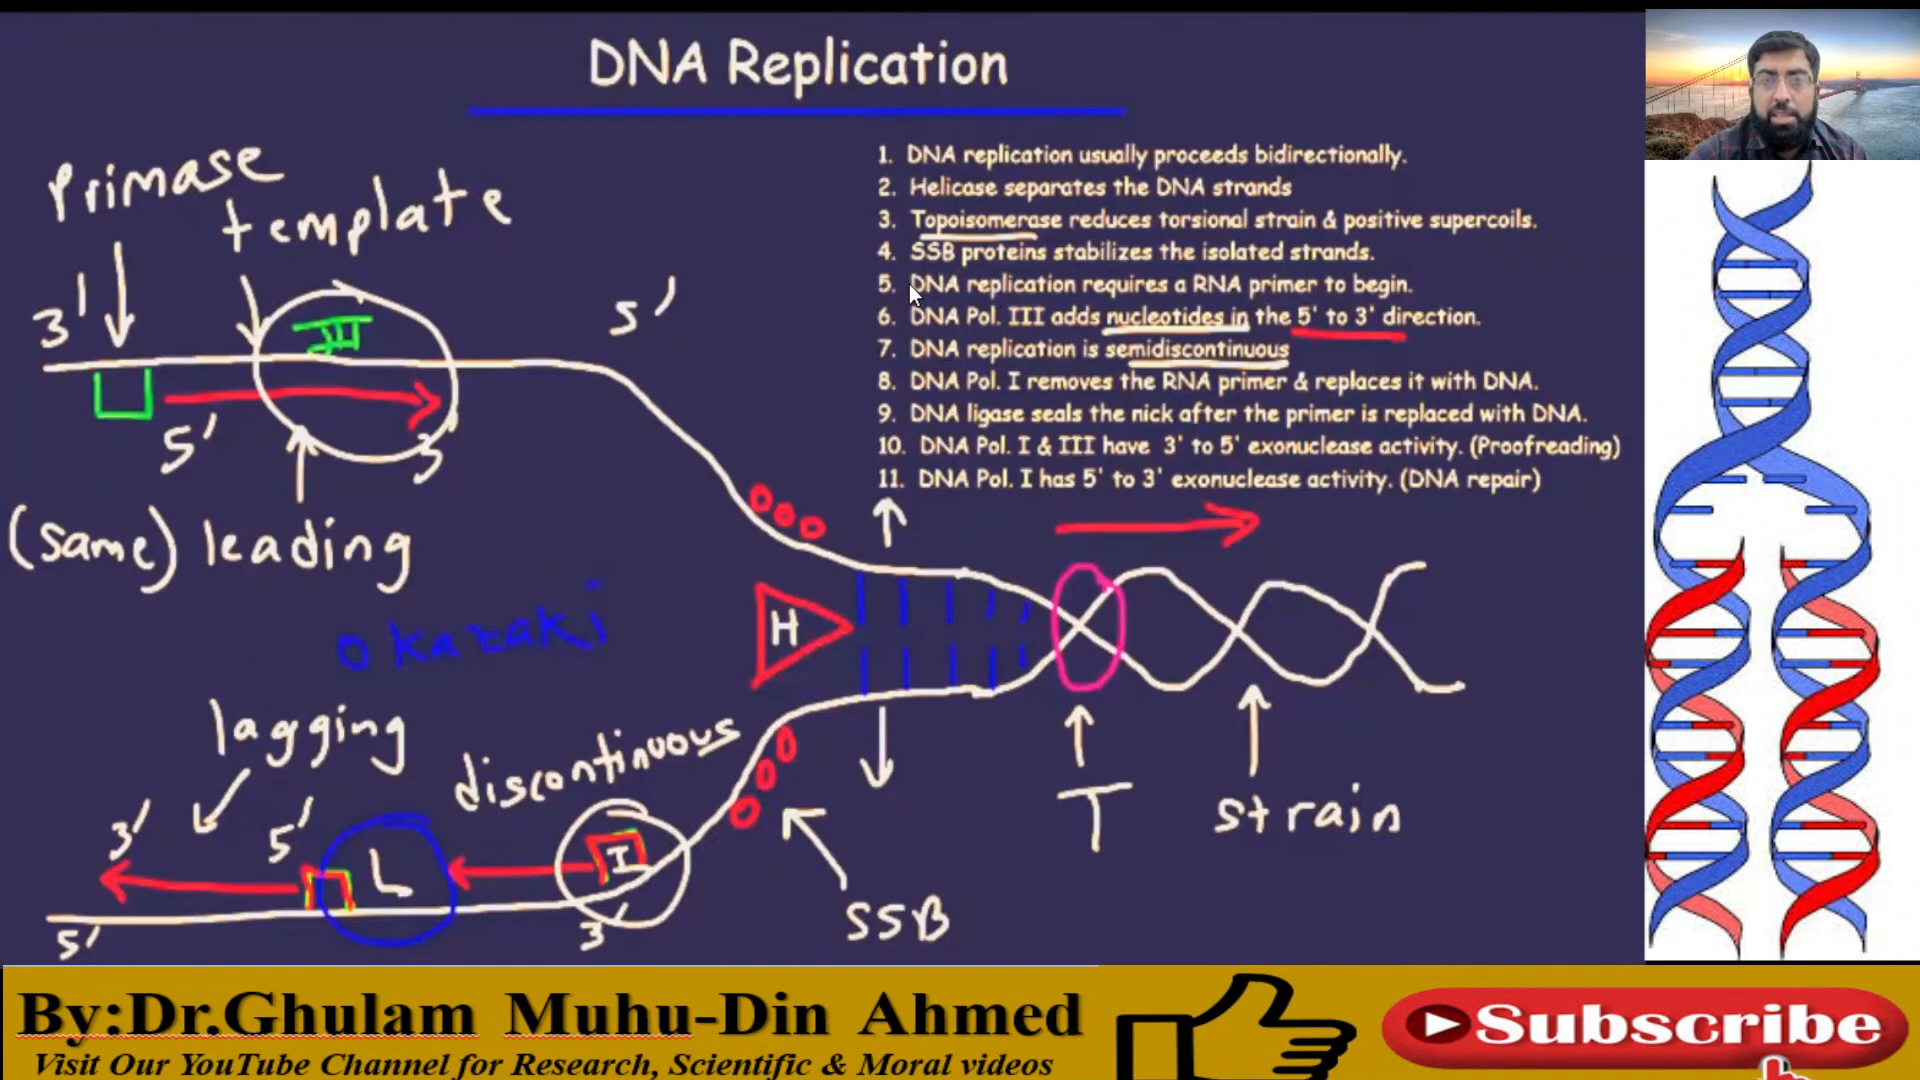 DNA Replication
1. DNA replication usually proceeds bidirectionally.
2. Helicase separates the DNA strands
3. Topoisomerase reduces torsional strain & positive supercoils.
4. SSB proteins stabilizes the isolated strands.
5. DNA replication requires a RNA primer to begin.
6. DNA Pol. III adds nucleotides in the 5' to 3' direction.
7. DNA replication is semidiscontinuous
8. DNA Pol. I removes the RNA primer & replaces it with DNA.
9. DNA ligase seals the nick after the primer is replaced with DNA.
10. DNA Pol. I & III have 3' to 5' exonuclease activity. (Proofreading)
11. DNA Pol. I has 5' to 3' exonuclease activity. (DNA repair)
Primase
template
3'
5'
III
5'
3'
(same) leading
okazaki
H
lagging
discontinuous
3'
5'
L
I
5'
3'
SSB
T
strain
By:Dr.Ghulam Muhu-Din Ahmed
Visit Our YouTube Channel for Research, Scientific & Moral videos
Subscribe